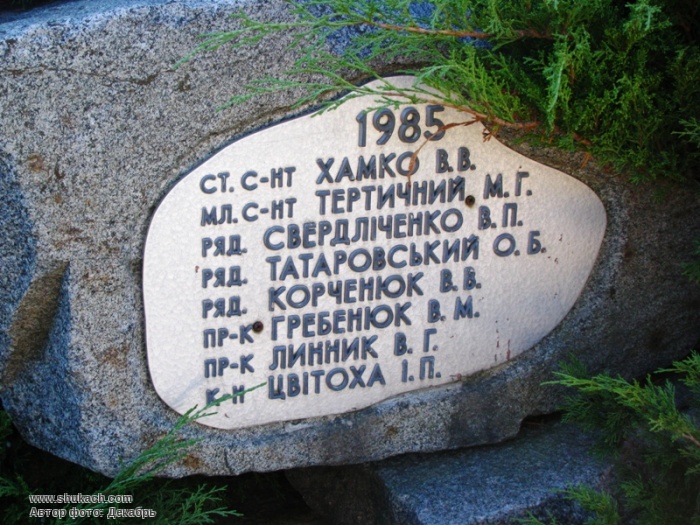 1985
СТ. С-НТ ХАМКО В.В.
МЛ. С-НТ ТЕРТИЧНИЙ М.Г.
РЯД. СВЕРДЛІЧЕНКО В.П.
РЯД. ТАТАРОВСЬКИЙ О.Б.
РЯД. КОРЧЕНЮК В.В.
ПР-К ГРЕБЕНЮК В.М.
ПР-К ЛИННИК В.Г.
К-Н ЦВІТОХА І.П.
www.shukach.com
Автор фото: Декабрь